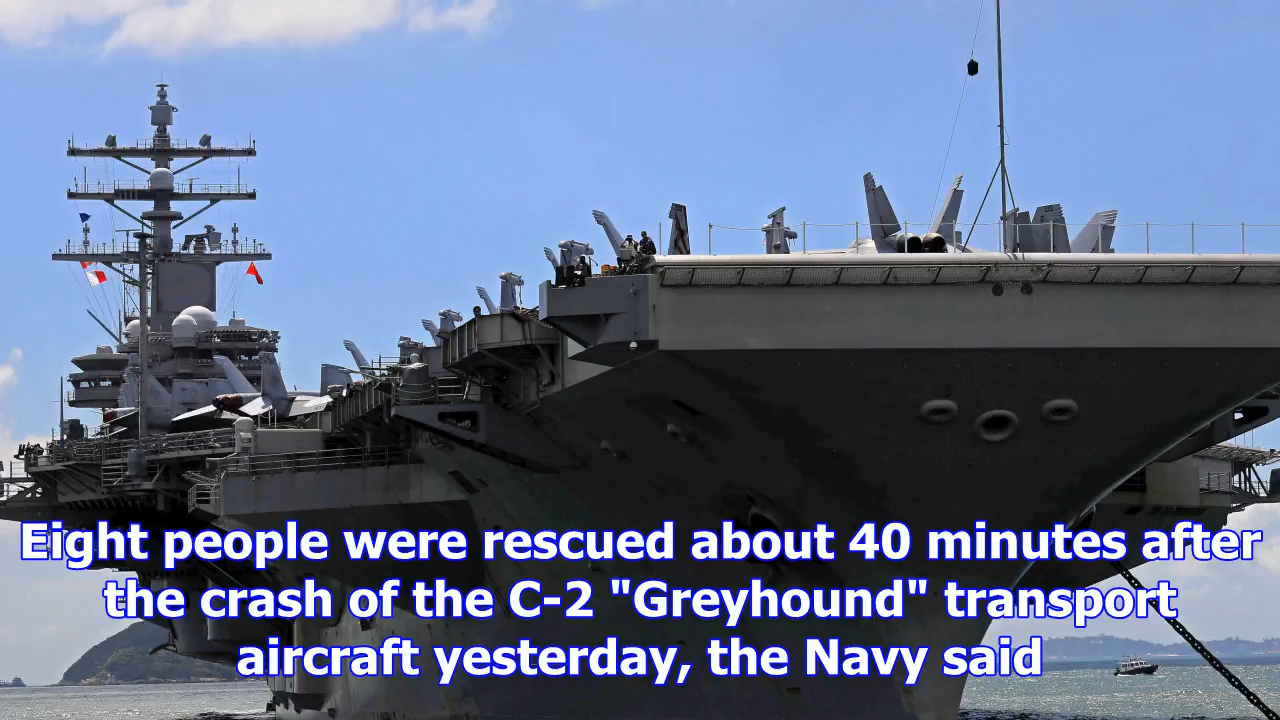 Eight people were rescued about 40 minutes after
the crash of the C-2 "Greyhound" transport
aircraft yesterday, the Navy said